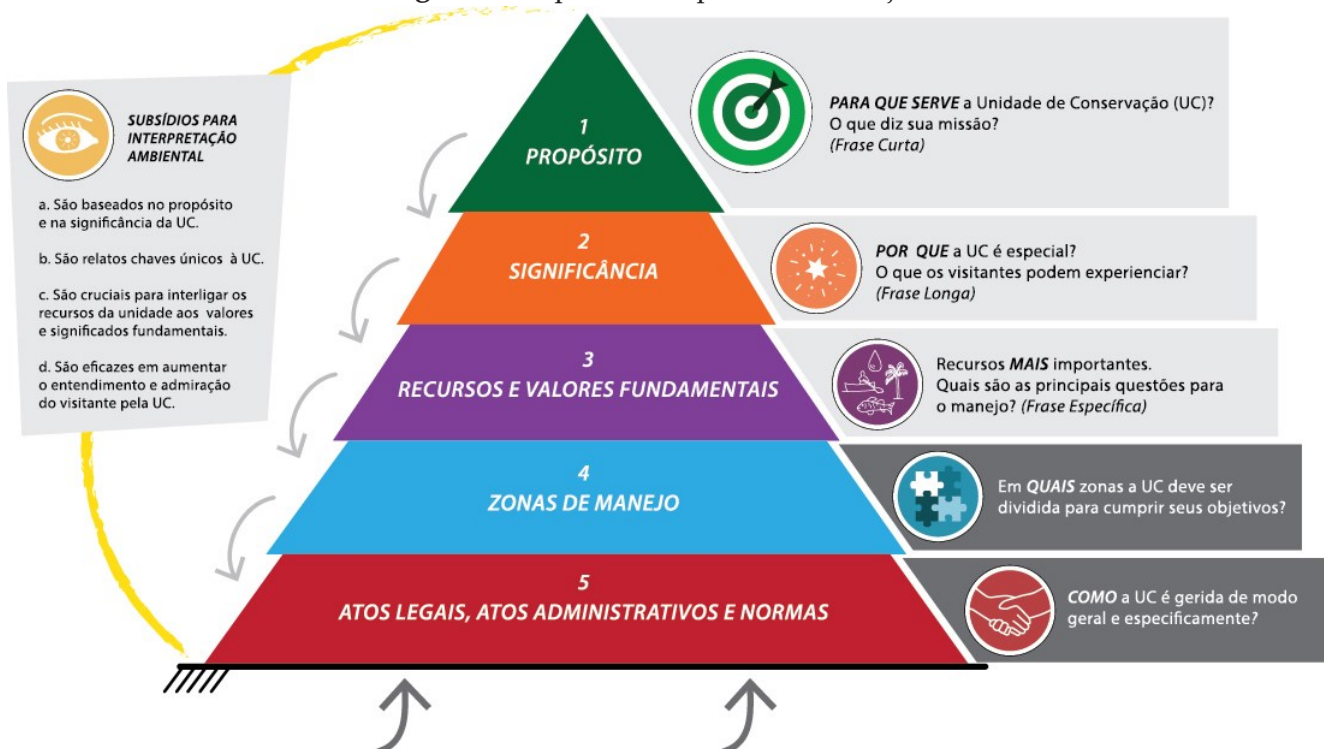 SUBSÍDIOS PARA
INTERPRETAÇÃO
AMBIENTAL
a. São baseados no propósito
e na significância da UC.
b. São relatos chaves únicos à UC.
c. São cruciais para interligar os
recursos da unidade aos valores
e significados fundamentais.
d. São eficazes em aumentar
o entendimento e admiração
do visitante pela UC.
1
PROPÓSITO
PARA QUE SERVE a Unidade de Conservação (UC)?
O que diz sua missão?
(Frase Curta)
2
SIGNIFICÂNCIA
POR QUE a UC é especial?
O que os visitantes podem experienciar?
(Frase Longa)
3
RECURSOS E VALORES FUNDAMENTAIS
Recursos MAIS importantes.
Quais são as principais questões para
o manejo? (Frase Específica)
4
ZONAS DE MANEJO
Em QUAIS zonas a UC deve ser
dividida para cumprir seus objetivos?
5
ATOS LEGAIS, ATOS ADMINISTRATIVOS E NORMAS
COMO a UC é gerida de modo
geral e especificamente?